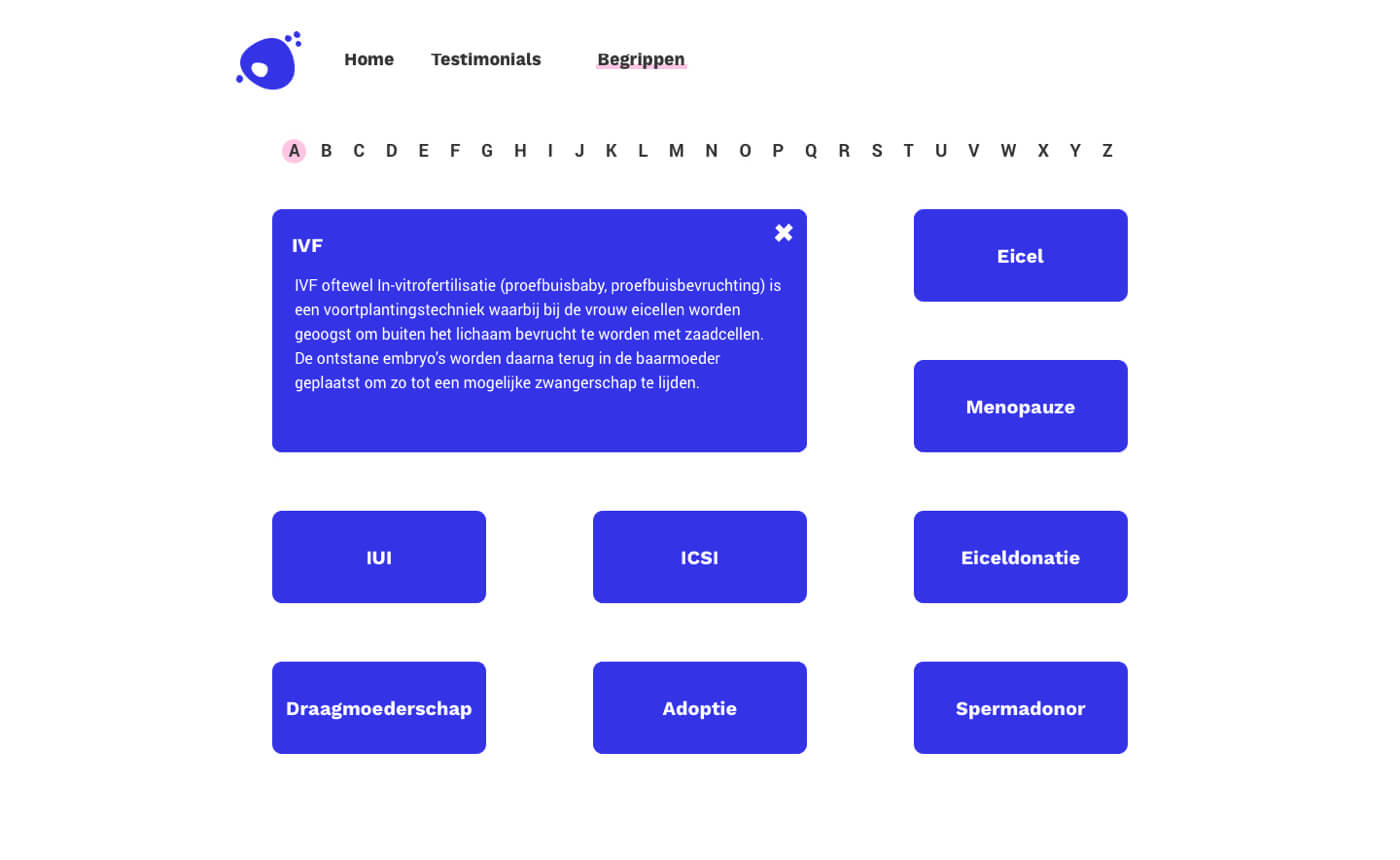 Home Testimonials Begrippen
A B C D E F G H I J K L M N O P Q R S T U V W X Y Z
IVF
IVF oftewel In-vitrofertilisatie (proefbuisbaby, proefbuisbevruchting) is
een voortplantingstechniek waarbij bij de vrouw eicellen worden
geoogst om buiten het lichaam bevrucht te worden met zaadcellen.
De ontstane embryo's worden daarna terug in de baarmoeder
geplaatst om zo tot een mogelijke zwangerschap te lijden.
Eicel
Menopauze
IUI
ICSI
Eiceldonatie
Draagmoederschap
Adoptie
Spermadonor